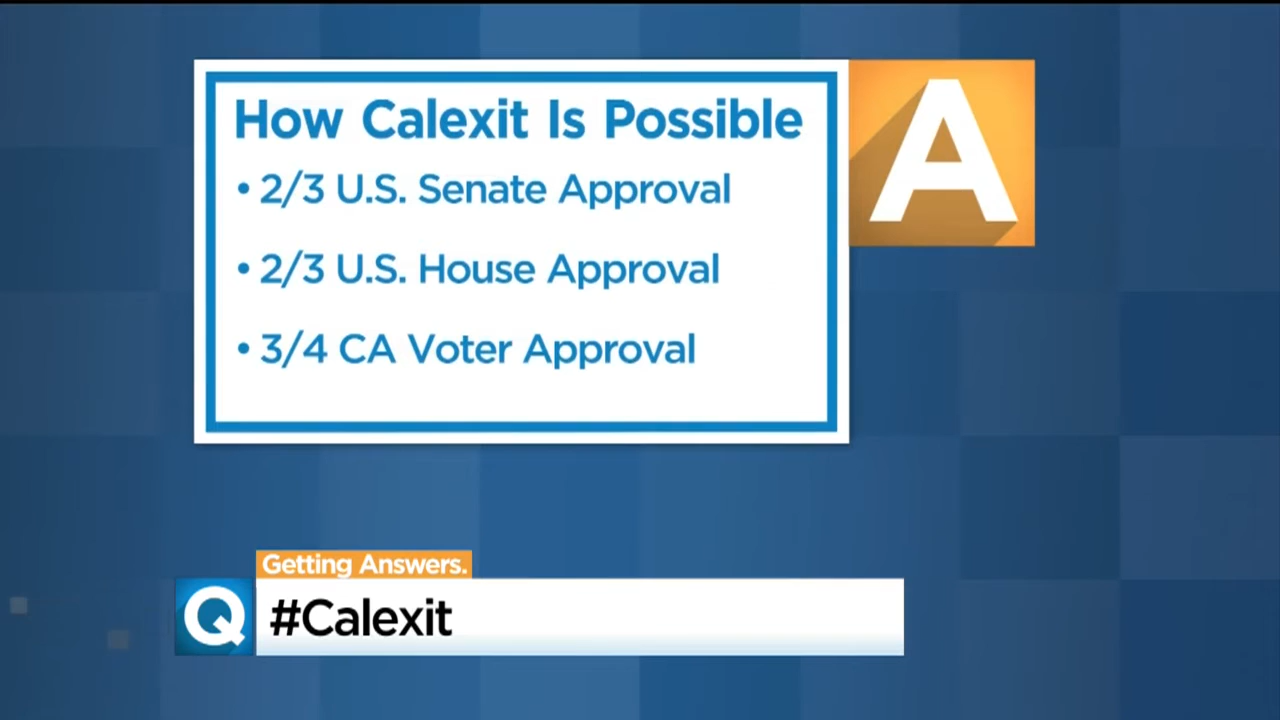 How Calexit Is Possible
• 2/3 U.S. Senate Approval
• 2/3 U.S. House Approval
• 3/4 CA Voter Approval
A
Getting Answers.
Q
#Calexit